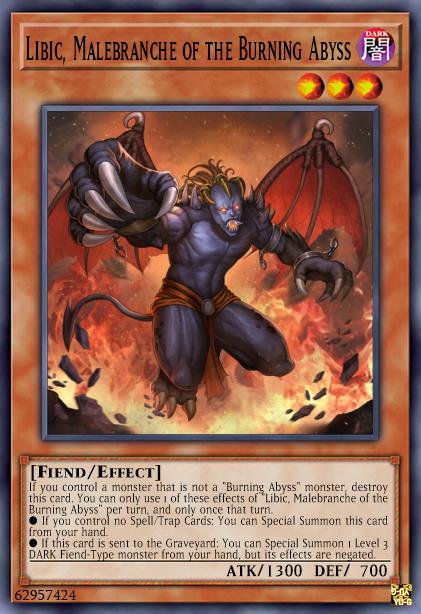 Libic, Malebranche of the Burning Abyss
DARK
闇
[Fiend/Effect]
If you control a monster that is not a "Burning Abyss" monster, destroy
this card. You can only use 1 of these effects of "Libic, Malebranche of the
Burning Abyss" per turn, and only once that turn.
● If you control no Spell/Trap Cards: You can Special Summon this card
from your hand.
● If this card is sent to the Graveyard: You can Special Summon 1 Level 3
DARK Fiend-Type monster from your hand, but its effects are negated.
ATK/1300 DEF/ 700
62957424